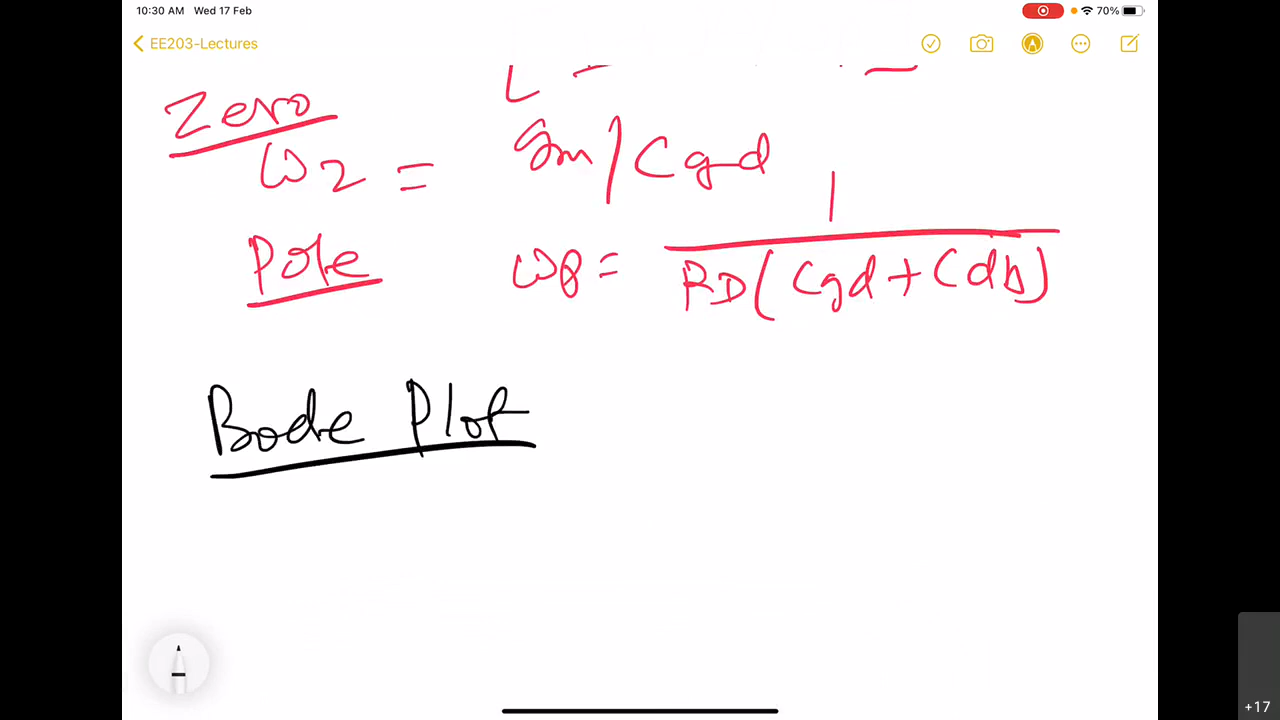 10:30 AM Wed 17 Feb 70%
EE203-Lectures
Zero
ωz = gm/Cgd
Pole ωp = 1
RD(Cgd + Cdb)
Bode Plot
+17